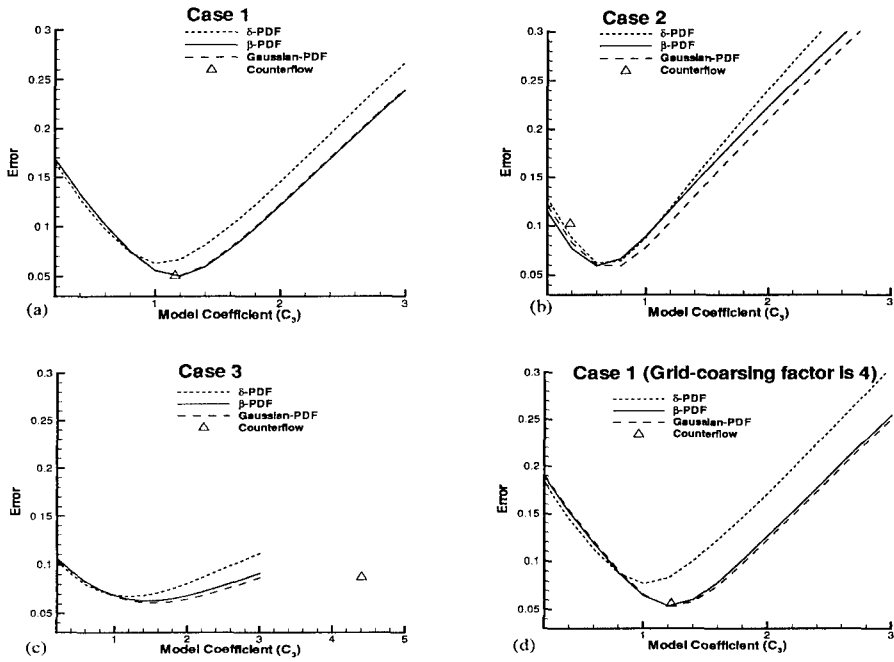 Case 1
δ-PDF
β-PDF
Gaussian-PDF
Counterflow
0.3
0.25
0.2
0.15
0.1
0.05
Error
1
2
3
Model Coefficient (C3)
(a)
Case 2
δ-PDF
β-PDF
Gaussian-PDF
Counterflow
0.3
0.25
0.2
0.15
0.1
0.05
Error
1
2
3
Model Coefficient (C3)
(b)
Case 3
δ-PDF
β-PDF
Gaussian-PDF
Counterflow
0.3
0.25
0.2
0.15
0.1
0.05
Error
1
2
3
4
5
Model Coefficient (C3)
(c)
Case 1 (Grid-coarsing factor is 4)
δ-PDF
β-PDF
Gaussian-PDF
Counterflow
0.3
0.25
0.2
0.15
0.1
0.05
Error
1
2
3
Model Coefficient (C3)
(d)